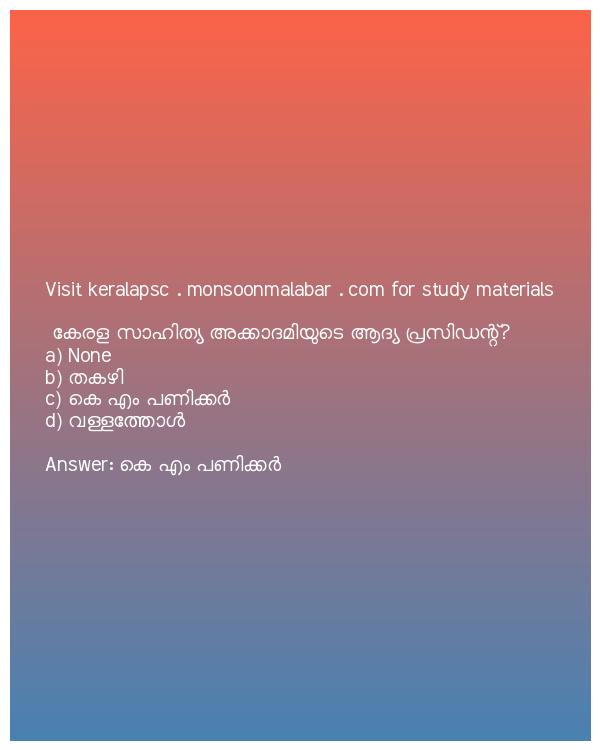 Visit keralapsc . monsoonmalabar . com for study materials
കേരള സാഹിത്യ അക്കാദമിയുടെ ആദ്യ പ്രസിഡന്റ്?
a) None
b) തകഴി
c) കെ എം പണിക്കർ
d) വള്ളത്തോൾ
Answer: കെ എം പണിക്കർ